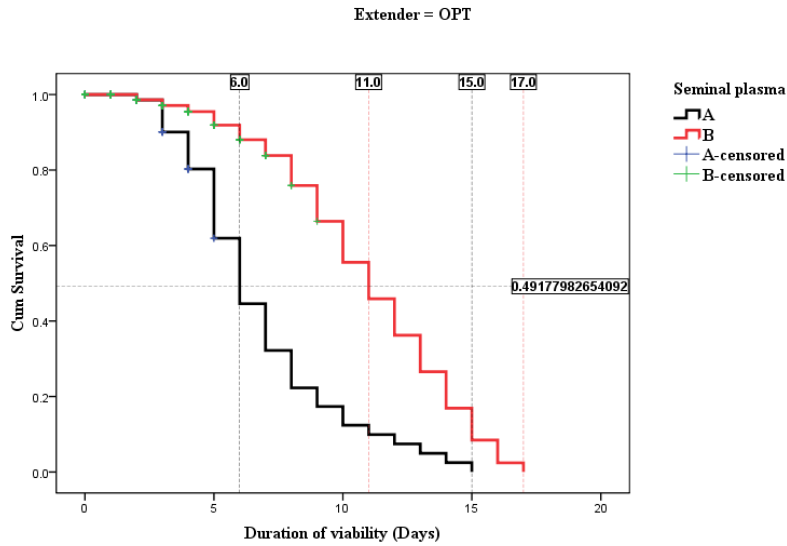 Extender = OPT
6.0 11.0 15.0 17.0
Seminal plasma
A
B
A-censored
B-censored
1.0
0.8
0.6
0.4
0.2
0.0
Cum Survival
0.49177982654092
0 5 10 15 20
Duration of viability (Days)